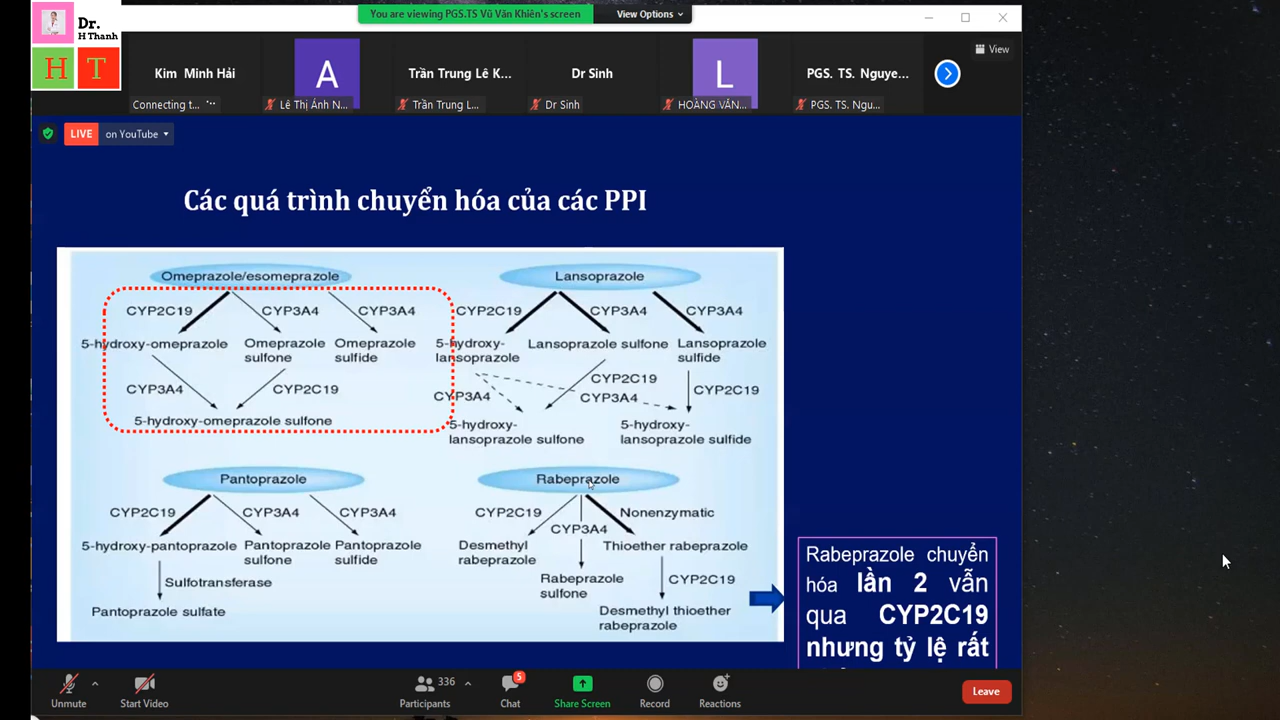 Dr.
H Thanh
H T
You are viewing PGS.TS Vũ Văn Khiên's screen
View Options
View
Kim Minh Hải
A
Trần Trung Lê K...
Dr Sinh
L
PGS. TS. Nguye...
Connecting t... ···
Lê Thị Ánh N...
Trần Trung L...
Dr Sinh
HOÀNG VĂN...
PGS. TS. Ngu...
LIVE on YouTube
Các quá trình chuyển hóa của các PPI
Omeprazole/esomeprazole
CYP2C19 CYP3A4 CYP3A4
5-hydroxy-omeprazole
Omeprazole
sulfone
Omeprazole
sulfide
CYP3A4 CYP2C19
5-hydroxy-omeprazole sulfone
Lansoprazole
CYP2C19 CYP3A4 CYP3A4
5-hydroxy-
lansoprazole
Lansoprazole sulfone
Lansoprazole
sulfide
CYP3A4
CYP2C19
CYP3A4
CYP2C19
5-hydroxy-
lansoprazole sulfone
5-hydroxy-
lansoprazole sulfide
Pantoprazole
CYP2C19 CYP3A4 CYP3A4
5-hydroxy-pantoprazole
Pantoprazole
sulfone
Pantoprazole
sulfide
Sulfotransferase
Pantoprazole sulfate
Rabeprazole
CYP2C19
CYP3A4
Nonenzymatic
Desmethyl
rabeprazole
Rabeprazole
sulfone
Thioether rabeprazole
CYP2C19
Desmethyl thioether
rabeprazole
Rabeprazole chuyển
hóa lần 2 vẫn
qua CYP2C19
nhưng tỷ lệ rất
Unmute
Start Video
336
Participants
5
Chat
Share Screen
Record
Reactions
Leave